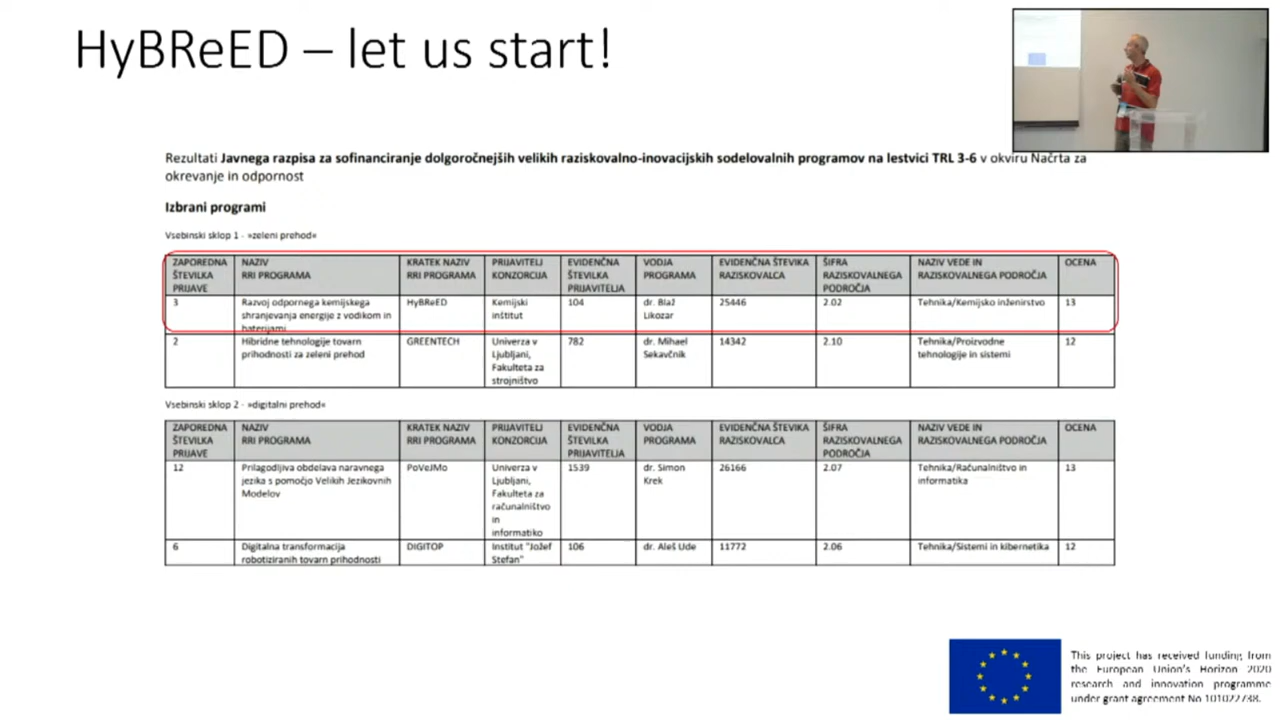 HyBReED – let us start!
Rezultati Javnega razpisa za sofinanciranje dolgoročnejših velikih raziskovalno-inovacijskih sodelovalnih programov na lestvici TRL 3-6 v okviru Načrta za
okrevanje in odpornost
Izbrani programi
Vsebinski sklop 1 - »zeleni prehod«
ZAPOREDNA ŠTEVILKA PRIJAVE NAZIV RRI PROGRAMA KRATEK NAZIV RRI PROGRAMA PRIJAVITELJ KONZORCIJA EVIDENČNA ŠTEVILKA PRIJAVITELJA VODJA PROGRAMA EVIDENČNA ŠTEVIKA RAZISKOVALCA ŠIFRA RAZISKOVALNEGA PODROČJA NAZIV VEDE IN RAZISKOVALNEGA PODROČJA OCENA
3 Razvoj odpornega kemijskega shranjevanja energije z vodikom in baterijami HyBReED Kemijski inštitut 104 dr. Blaž Likozar 25446 2.02 Tehnika/Kemijsko inženirstvo 13
2 Hibridne tehnologije tovarn prihodnosti za zeleni prehod GREENTECH Univerza v Ljubljani, Fakulteta za strojništvo 782 dr. Mihael Sekavčnik 14342 2.10 Tehnika/Proizvodne tehnologije in sistemi 12
Vsebinski sklop 2 - »digitalni prehod«
ZAPOREDNA ŠTEVILKA PRIJAVE NAZIV RRI PROGRAMA KRATEK NAZIV RRI PROGRAMA PRIJAVITELJ KONZORCIJA EVIDENČNA ŠTEVILKA PRIJAVITELJA VODJA PROGRAMA EVIDENČNA ŠTEVIKA RAZISKOVALCA ŠIFRA RAZISKOVALNEGA PODROČJA NAZIV VEDE IN RAZISKOVALNEGA PODROČJA OCENA
12 Prilagodljiva obdelava naravnega jezika s pomočjo Velikih Jezikovnih Modelov PoVeJMo Univerza v Ljubljani, Fakulteta za računalništvo in informatiko 1539 dr. Simon Krek 26166 2.07 Tehnika/Računalništvo in informatika 13
6 Digitalna transformacija robotiziranih tovarn prihodnosti DIGITOP Institut "Jožef Stefan" 106 dr. Aleš Ude 11772 2.06 Tehnika/Sistemi in kibernetika 12
This project has received funding from
the European Union's Horizon 2020
research and innovation programme
under grant agreement No 101022738.